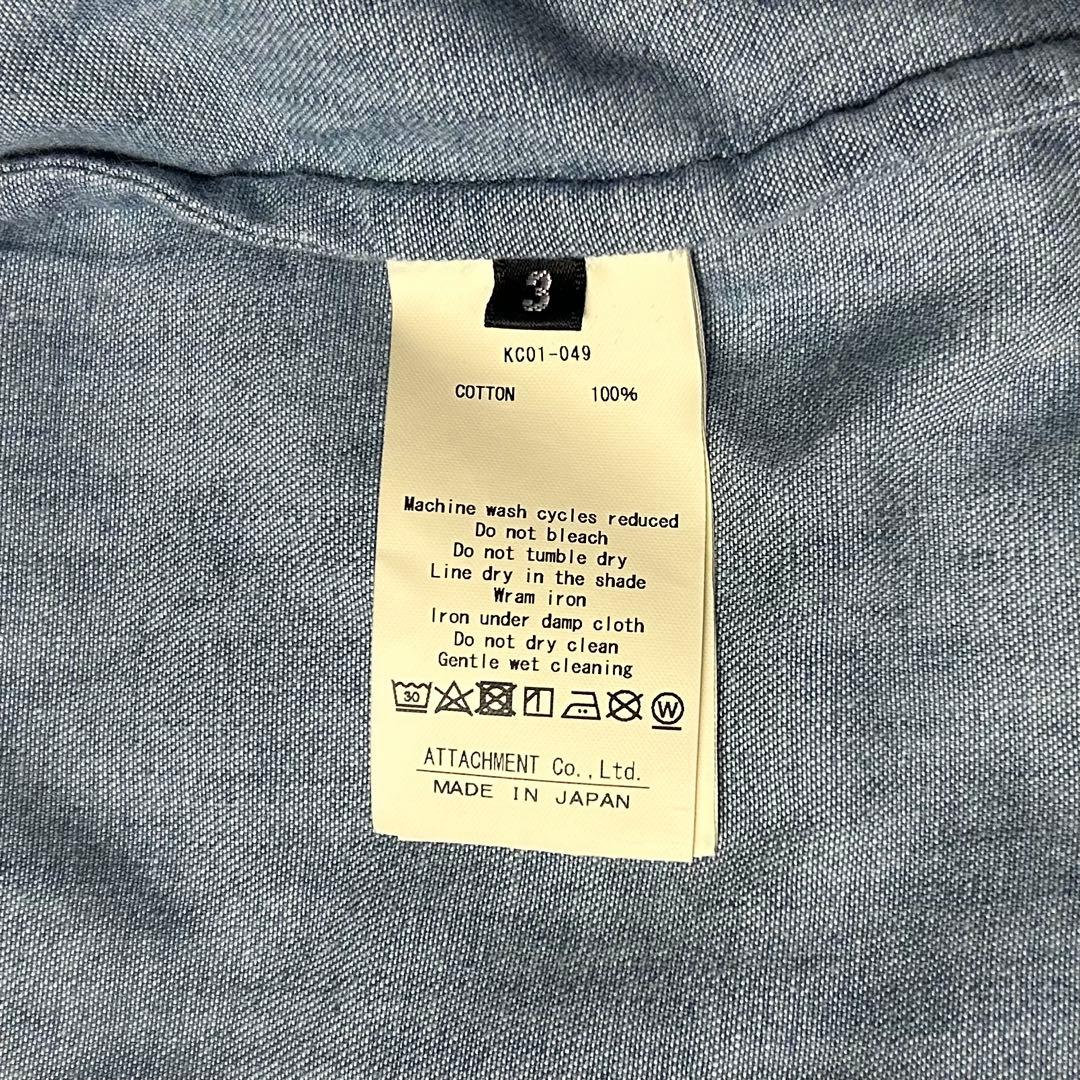 3
KC01-049
COTTON 100%
Machine wash cycles reduced
Do not bleach
Do not tumble dry
Line dry in the shade
Wram iron
Iron under damp cloth
Do not dry clean
Gentle wet cleaning
30 W
ATTACHMENT Co.,Ltd.
MADE IN JAPAN